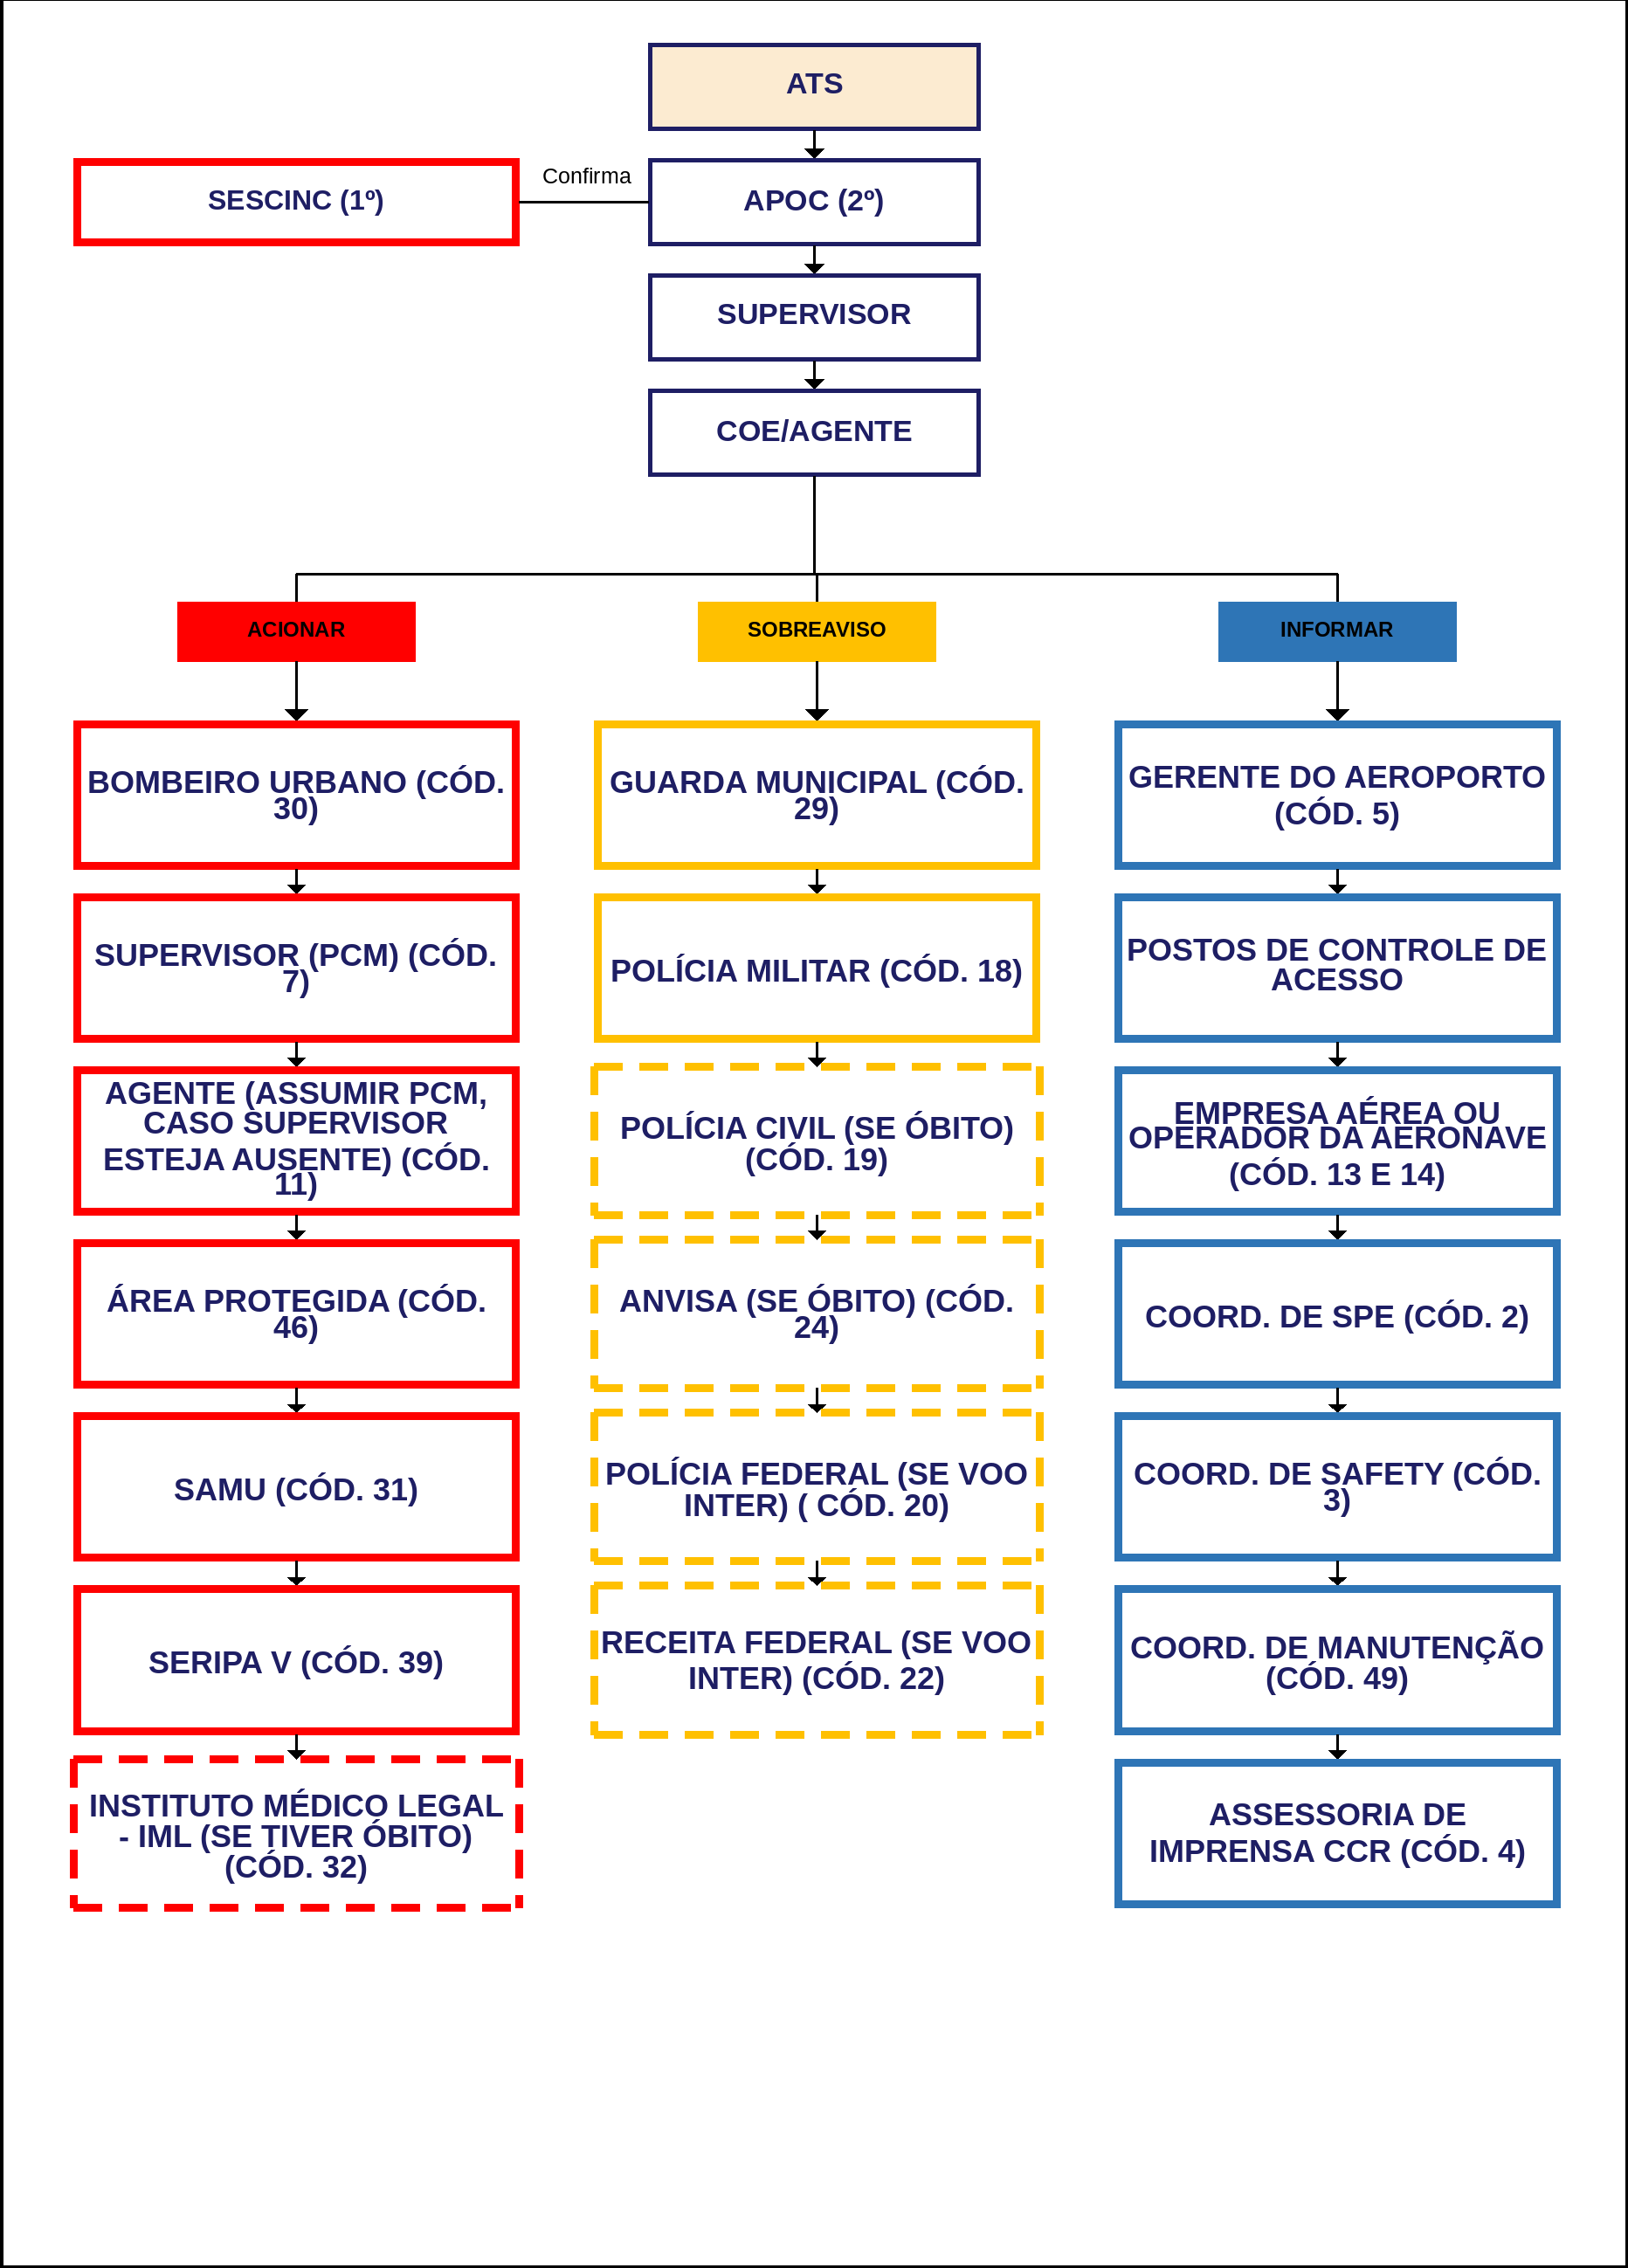 ATS
Confirma
SESCINC (1º)
APOC (2º)
SUPERVISOR
COE/AGENTE
ACIONAR
SOBREAVISO
INFORMAR
BOMBEIRO URBANO (CÓD.
30)
SUPERVISOR (PCM) (CÓD.
7)
AGENTE (ASSUMIR PCM,
CASO SUPERVISOR
ESTEJA AUSENTE) (CÓD.
11)
ÁREA PROTEGIDA (CÓD.
46)
SAMU (CÓD. 31)
SERIPA V (CÓD. 39)
INSTITUTO MÉDICO LEGAL
- IML (SE TIVER ÓBITO)
(CÓD. 32)
GUARDA MUNICIPAL (CÓD.
29)
POLÍCIA MILITAR (CÓD. 18)
POLÍCIA CIVIL (SE ÓBITO)
(CÓD. 19)
ANVISA (SE ÓBITO) (CÓD.
24)
POLÍCIA FEDERAL (SE VOO
INTER) ( CÓD. 20)
RECEITA FEDERAL (SE VOO
INTER) (CÓD. 22)
GERENTE DO AEROPORTO
(CÓD. 5)
POSTOS DE CONTROLE DE
ACESSO
EMPRESA AÉREA OU
OPERADOR DA AERONAVE
(CÓD. 13 E 14)
COORD. DE SPE (CÓD. 2)
COORD. DE SAFETY (CÓD.
3)
COORD. DE MANUTENÇÃO
(CÓD. 49)
ASSESSORIA DE
IMPRENSA CCR (CÓD. 4)